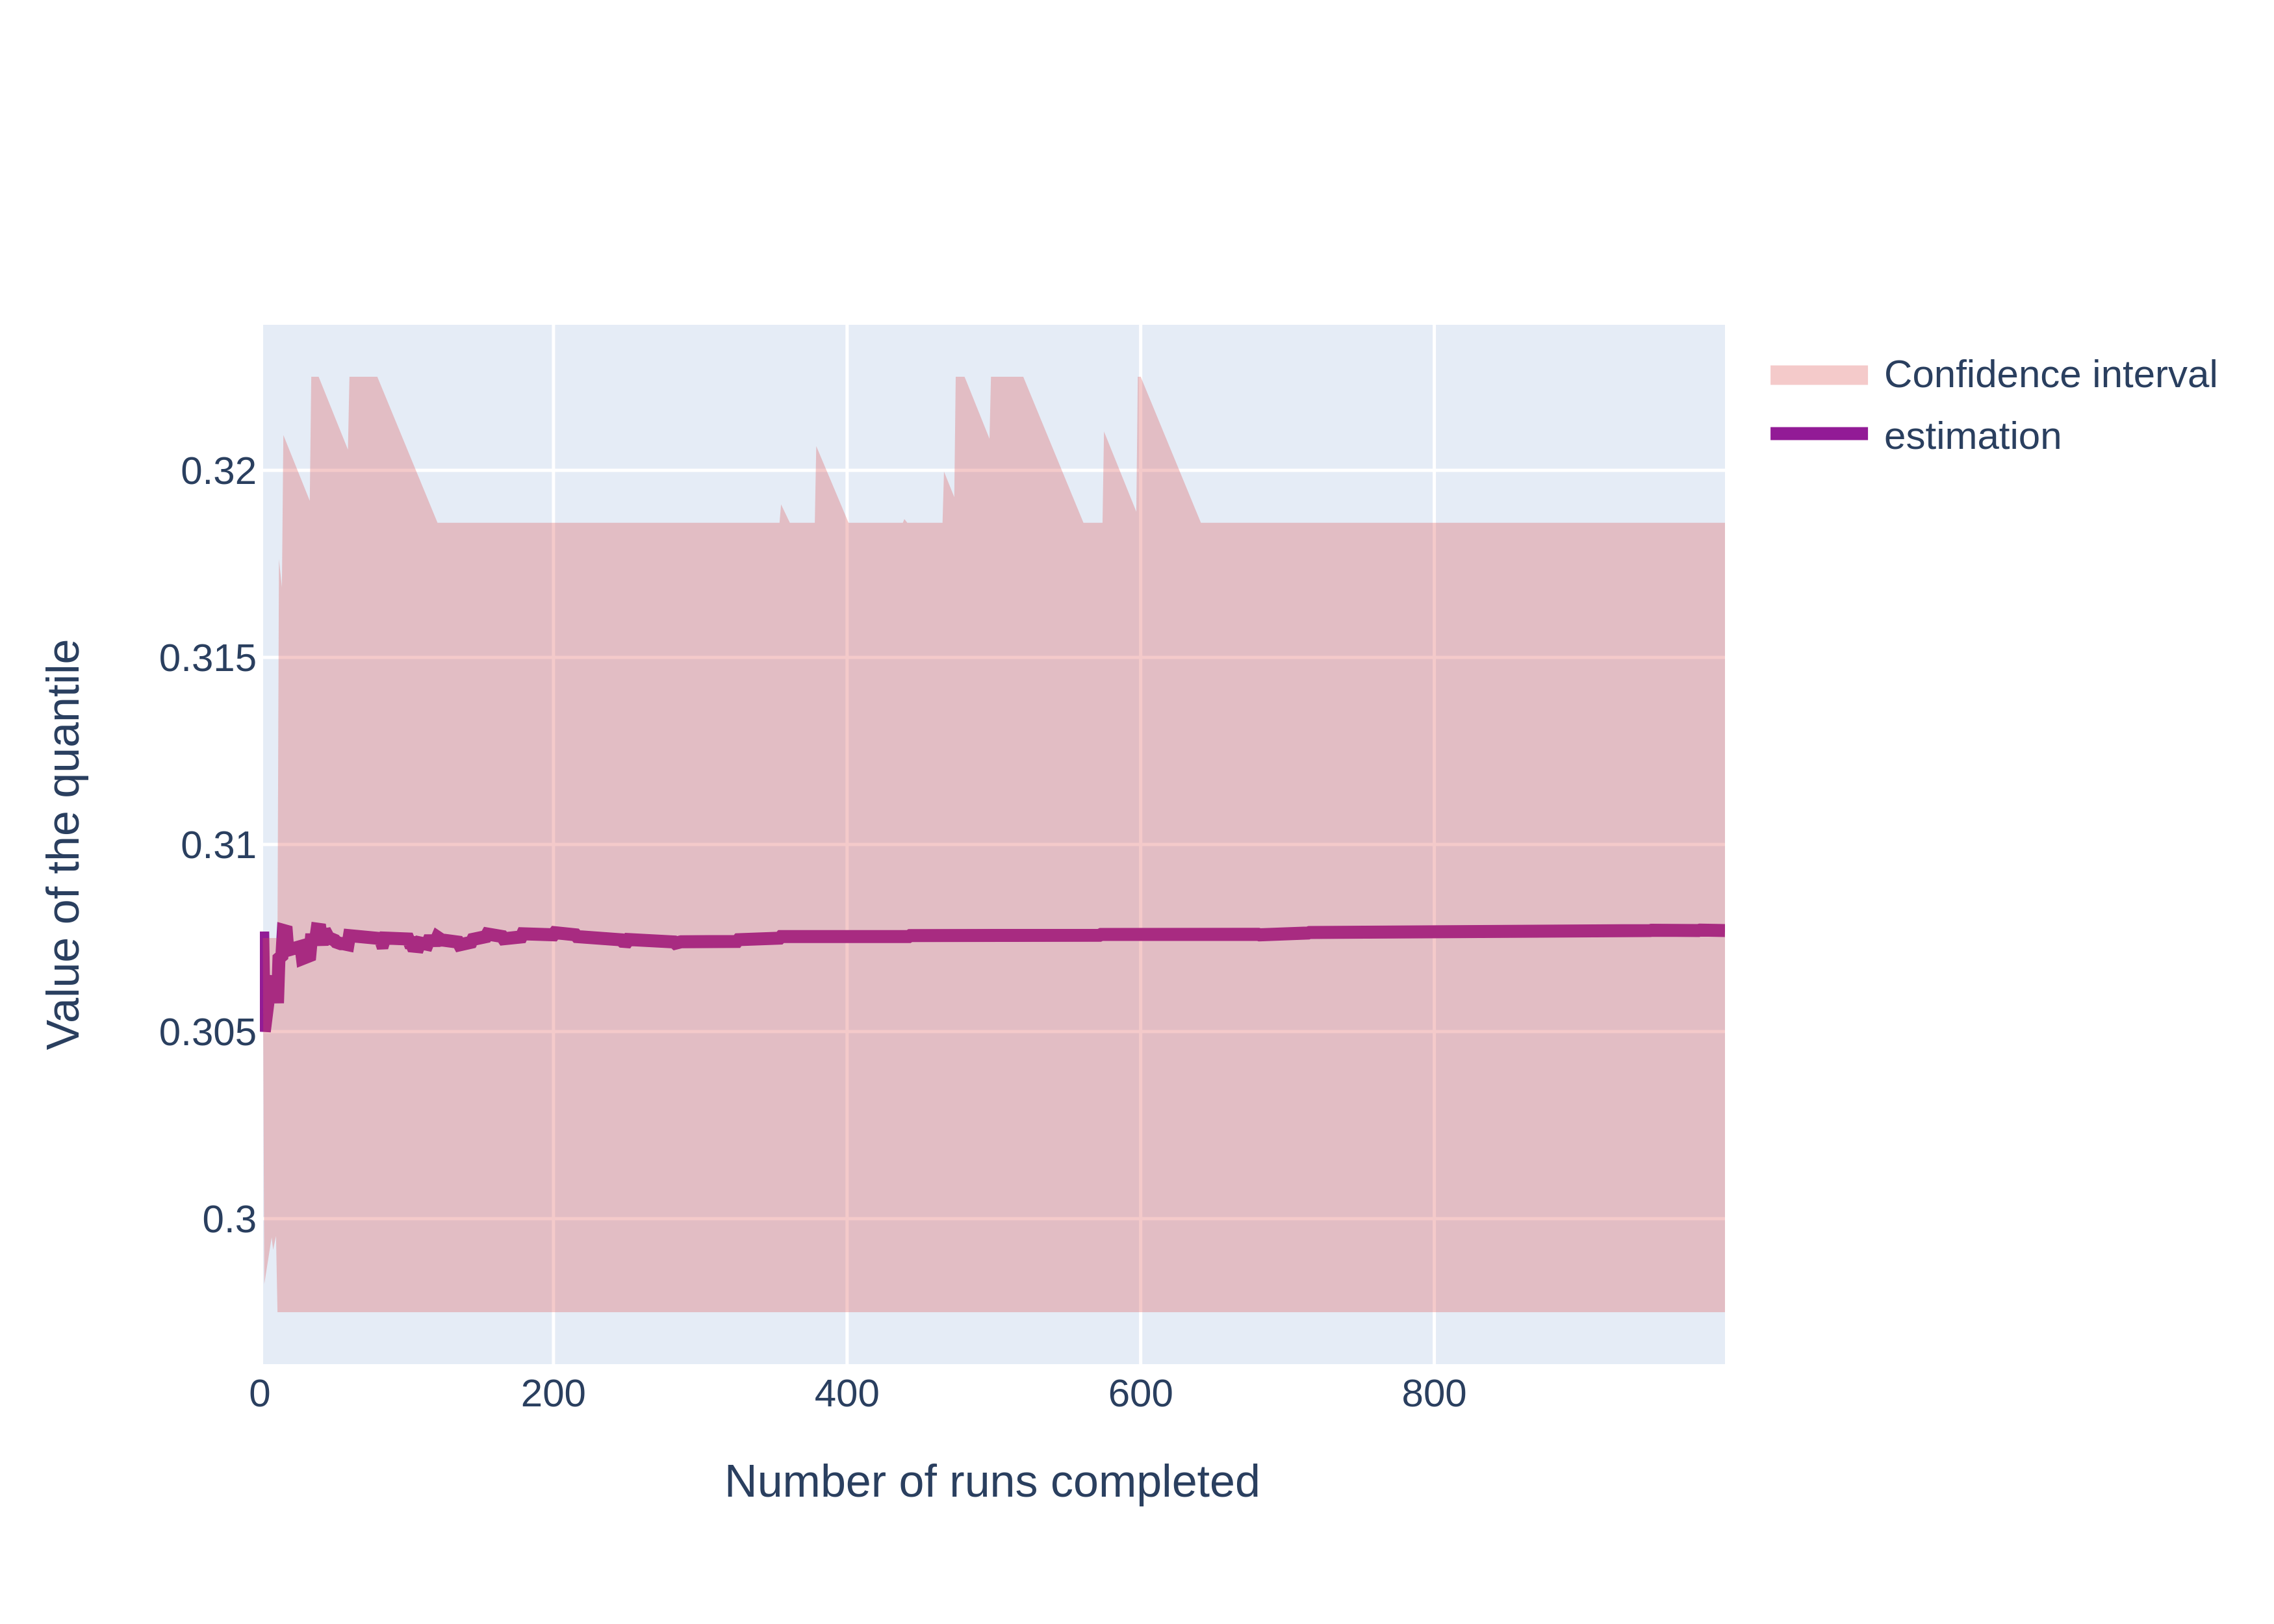 Confidence interval
estimation
Value of the quantile
0.32
0.315
0.31
0.305
0.3
0
200
400
600
800
Number of runs completed